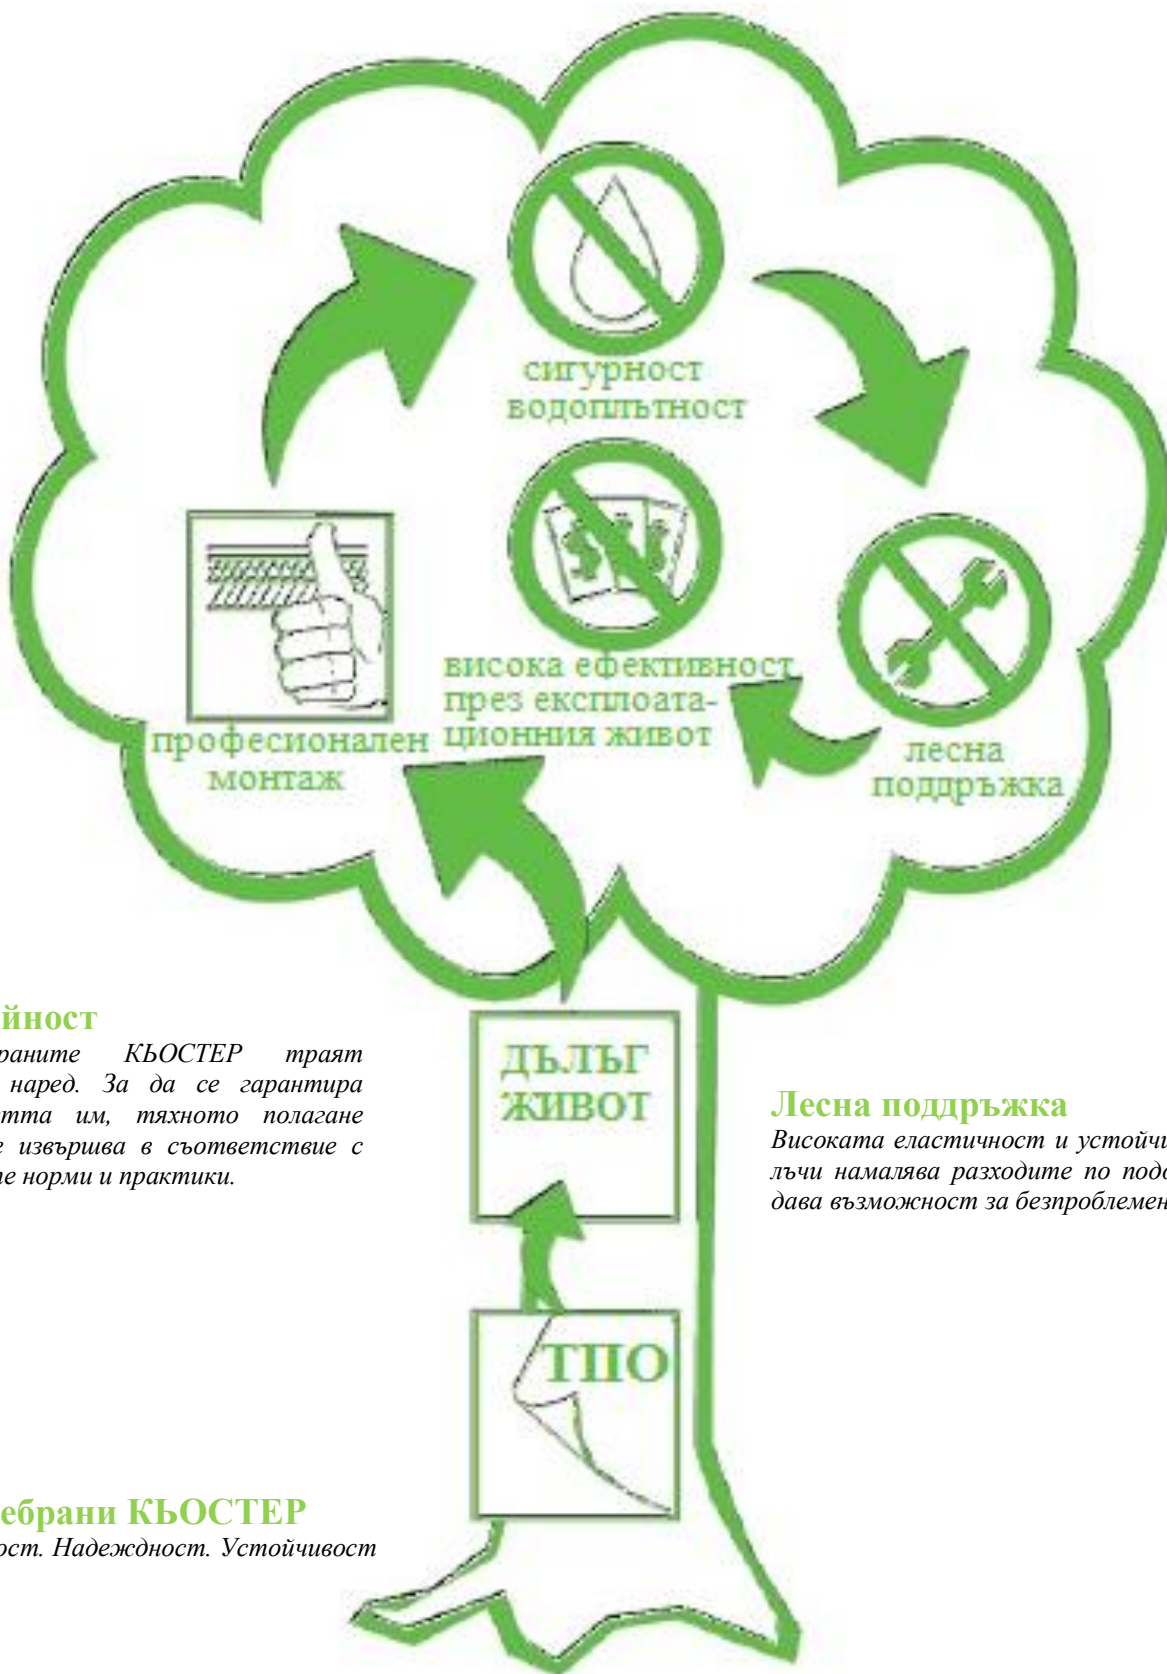 сигурност
водоплътност
висока ефективност
през експлоата-
ционния живот
професионален
монтаж
лесна
поддръжка
ДЪЛЪГ
ЖИВОТ
ТПО
йност
раните КЬОСТЕР траят
наред. За да се гарантира
тта им, тяхното полагане
е извършва в съответствие с
е норми и практики.
Лесна поддръжка
Високата еластичност и устойчи
лъчи намалява разходите по подд
дава възможност за безпроблемен
ебрани КЬОСТЕР
ост. Надеждност. Устойчивост